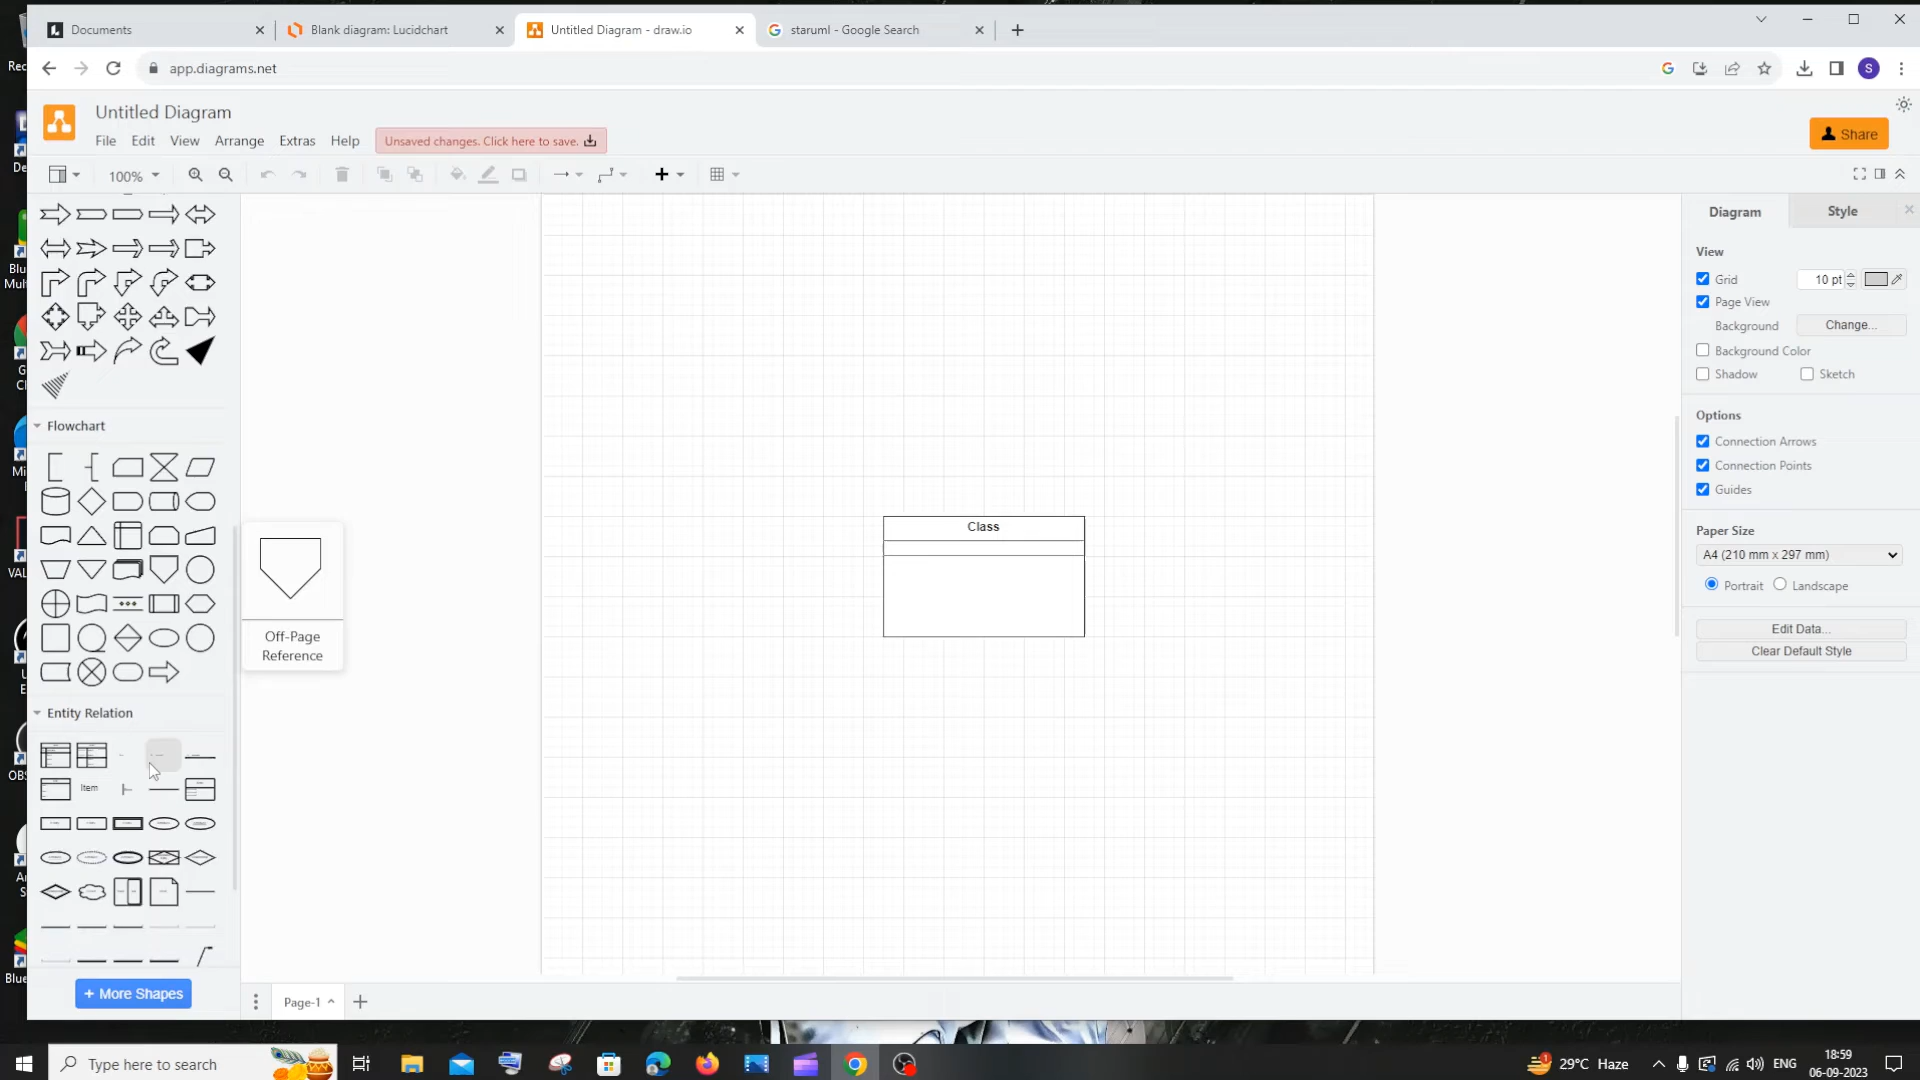 Documents
Blank diagram: Lucidchart
Untitled Diagram - draw.io
staruml - Google Search
app.diagrams.net
S
Untitled Diagram
File Edit View Arrange Extras Help
Unsaved changes. Click here to save.
Share
100%
Diagram
Style
View
Grid
10 pt
Page View
Background
Change...
Background Color
Shadow
Sketch
Options
Connection Arrows
Connection Points
Guides
Paper Size
A4 (210 mm x 297 mm)
Portrait
Landscape
Edit Data...
Clear Default Style
Flowchart
Off-Page
Reference
Class
Entity Relation
Item
+ More Shapes
Page-1
Type here to search
29°C Haze
ENG
18:59
06-09-2023